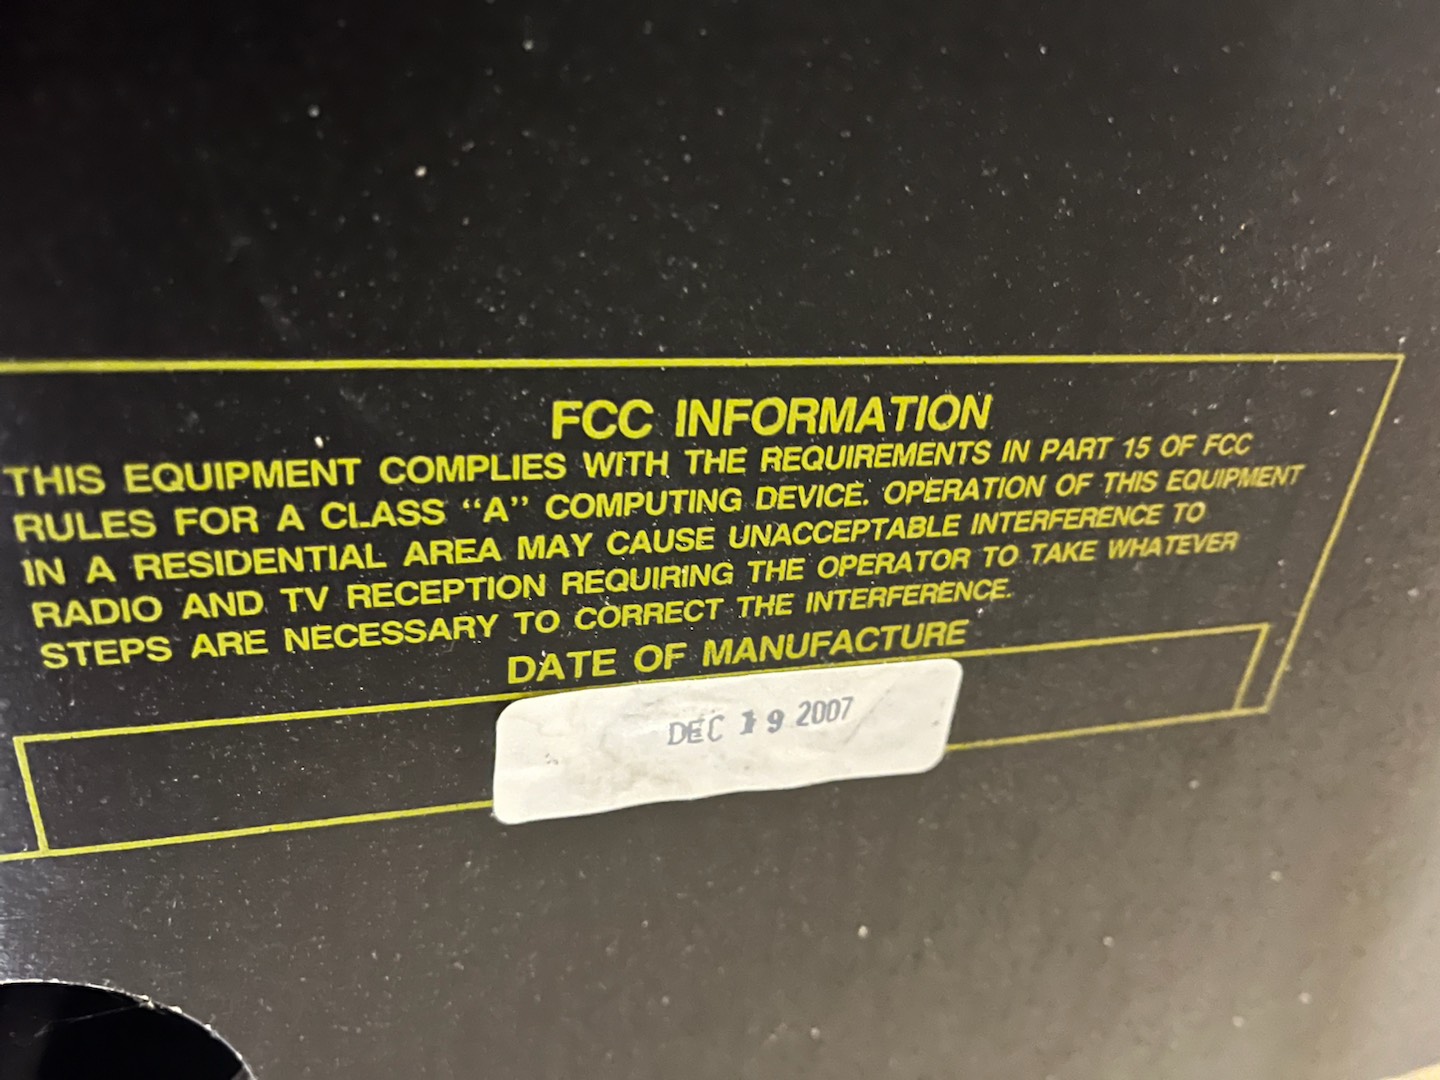 FCC INFORMATION
THIS EQUIPMENT COMPLIES WITH THE REQUIREMENTS IN PART 15 OF FCC
RULES FOR A CLASS “A” COMPUTING DEVICE. OPERATION OF THIS EQUIPMENT
IN A RESIDENTIAL AREA MAY CAUSE UNACCEPTABLE INTERFERENCE TO
RADIO AND TV RECEPTION REQUIRING THE OPERATOR TO TAKE WHATEVER
STEPS ARE NECESSARY TO CORRECT THE INTERFERENCE.
DATE OF MANUFACTURE
DEC 19 2007